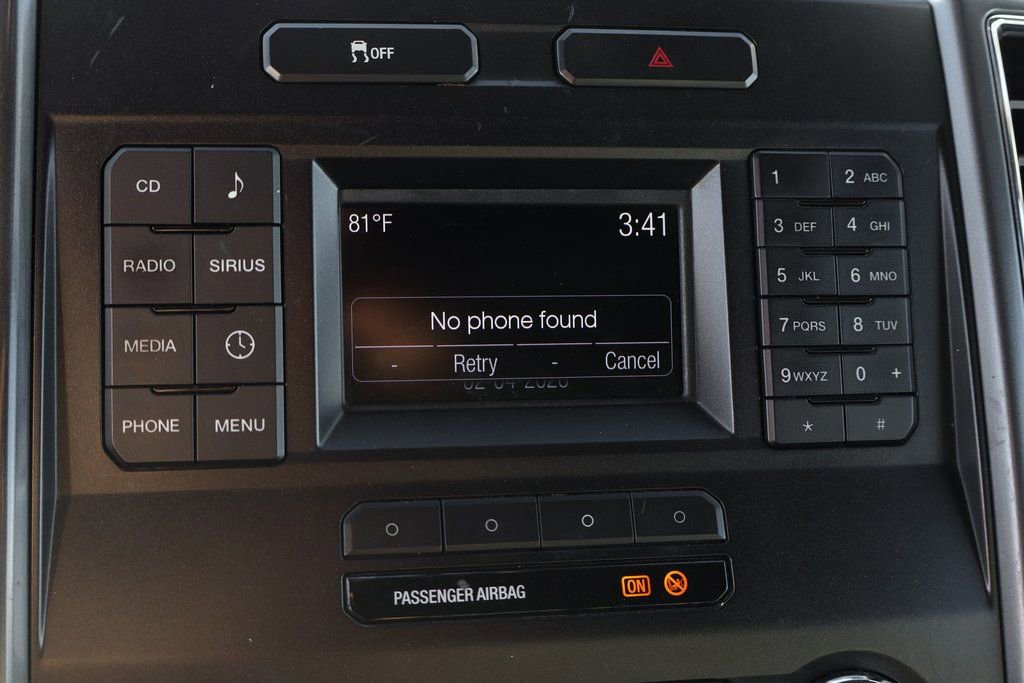 OFF
CD
RADIO SIRIUS
MEDIA
PHONE MENU
81°F 3:41
No phone found
- Retry - Cancel
1 2 ABC
3 DEF 4 GHI
5 JKL 6 MNO
7 PQRS 8 TUV
9 WXYZ 0 +
* #
PASSENGER AIRBAG ON